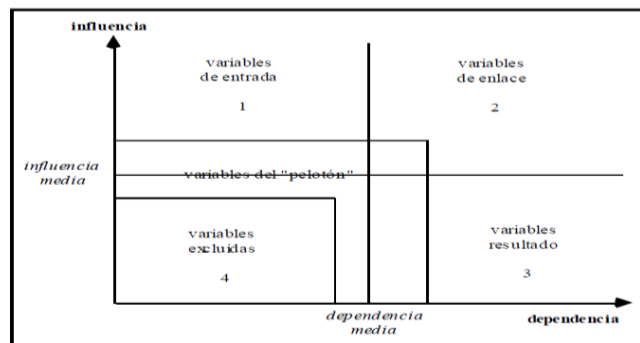 influencia
variables
de entrada
1
variables
de enlace
2
influencia
media
variables del "pelotón"
variables
excluidas
4
variables
resultado
3
dependencia
media
dependencia